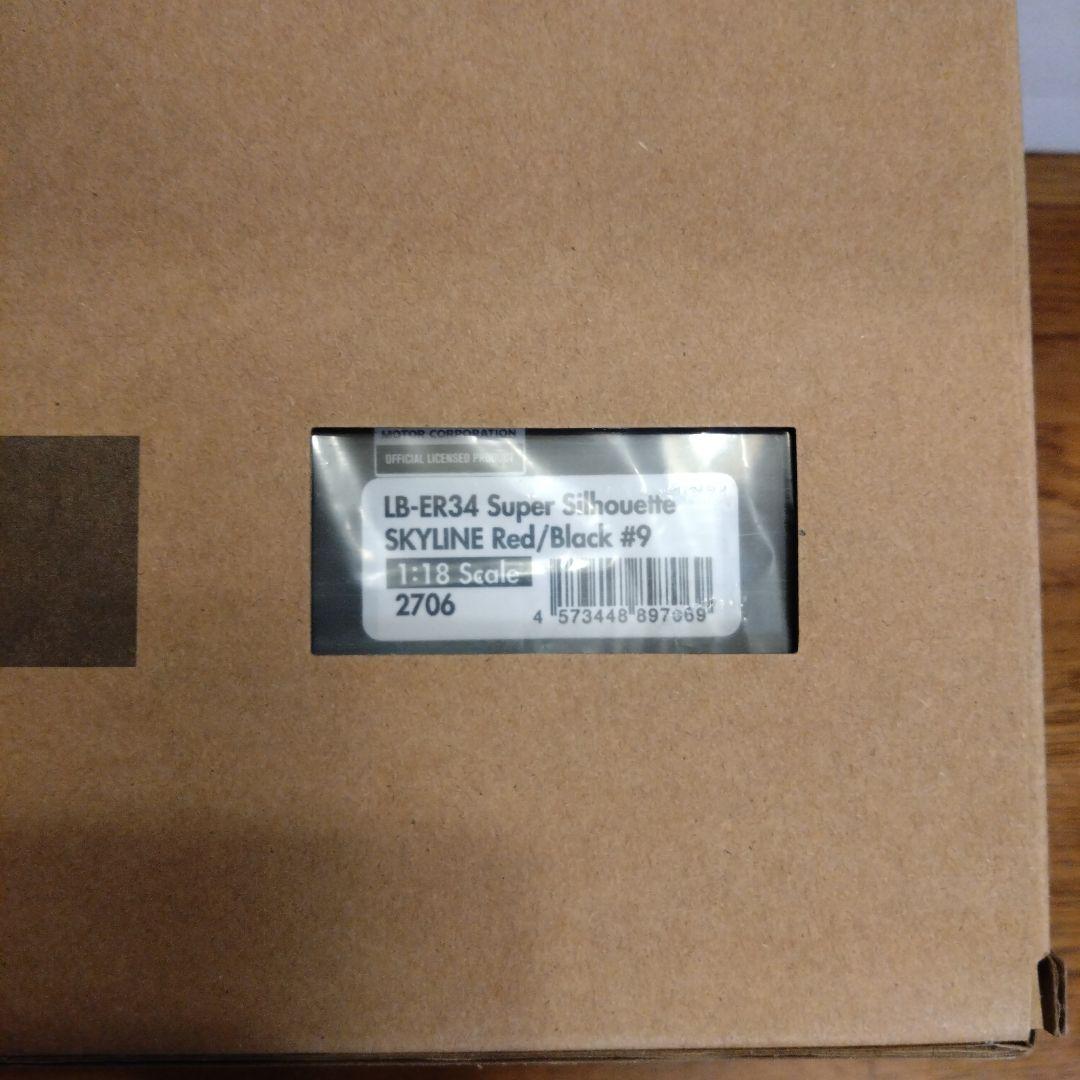 MOTOR CORPORATION
OFFICIAL LICENSED PRODUCT
LB-ER34 Super Silhouette
SKYLINE Red/Black #9
1:18 Scale
2706
4 573448 897669